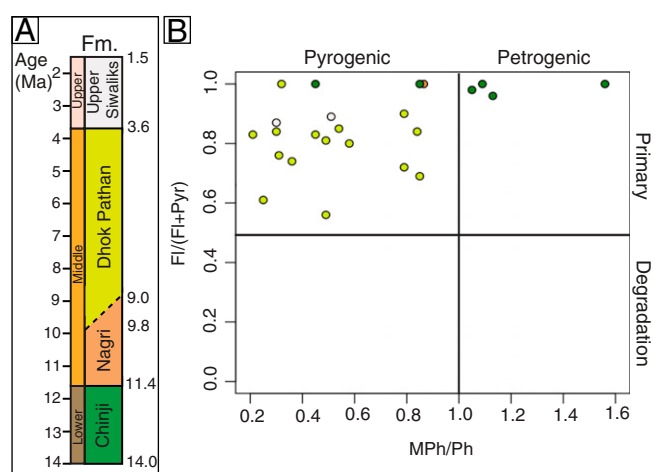 A
Fm.
Age
(Ma)
2
3
4
5
6
7
8
9
10
11
12
13
14
Upper
Middle
Lower
Upper
Siwaliks
Dhok Pathan
Nagri
Chinji
1.5
3.6
9.0
9.8
11.4
14.0
B
Pyrogenic
Petrogenic
Primary
Degradation
Fl/(Fl+Pyr)
1.0
0.8
0.6
0.4
0.2
0.0
0.2
0.4
0.6
0.8
1.0
1.2
1.4
1.6
MPh/Ph